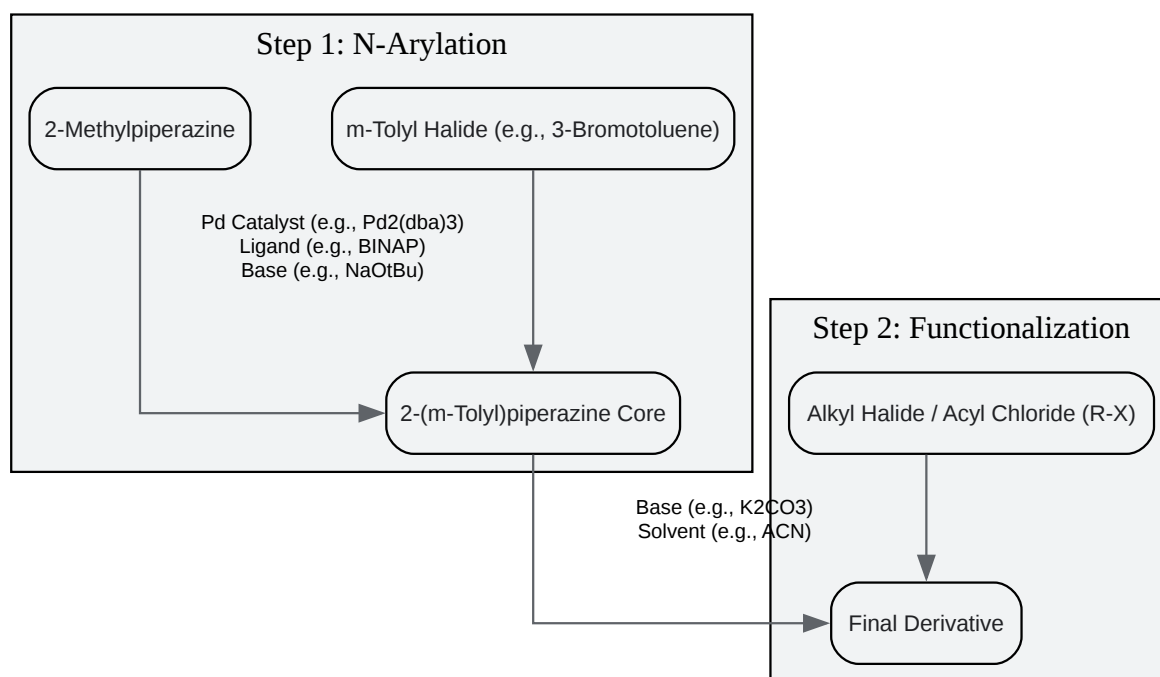 Step 1: N-Arylation
2-Methylpiperazine
m-Tolyl Halide (e.g., 3-Bromotoluene)
Pd Catalyst (e.g., Pd2(dba)3)
Ligand (e.g., BINAP)
Base (e.g., NaOtBu)
2-(m-Tolyl)piperazine Core
Step 2: Functionalization
Alkyl Halide / Acyl Chloride (R-X)
Base (e.g., K2CO3)
Solvent (e.g., ACN)
Final Derivative